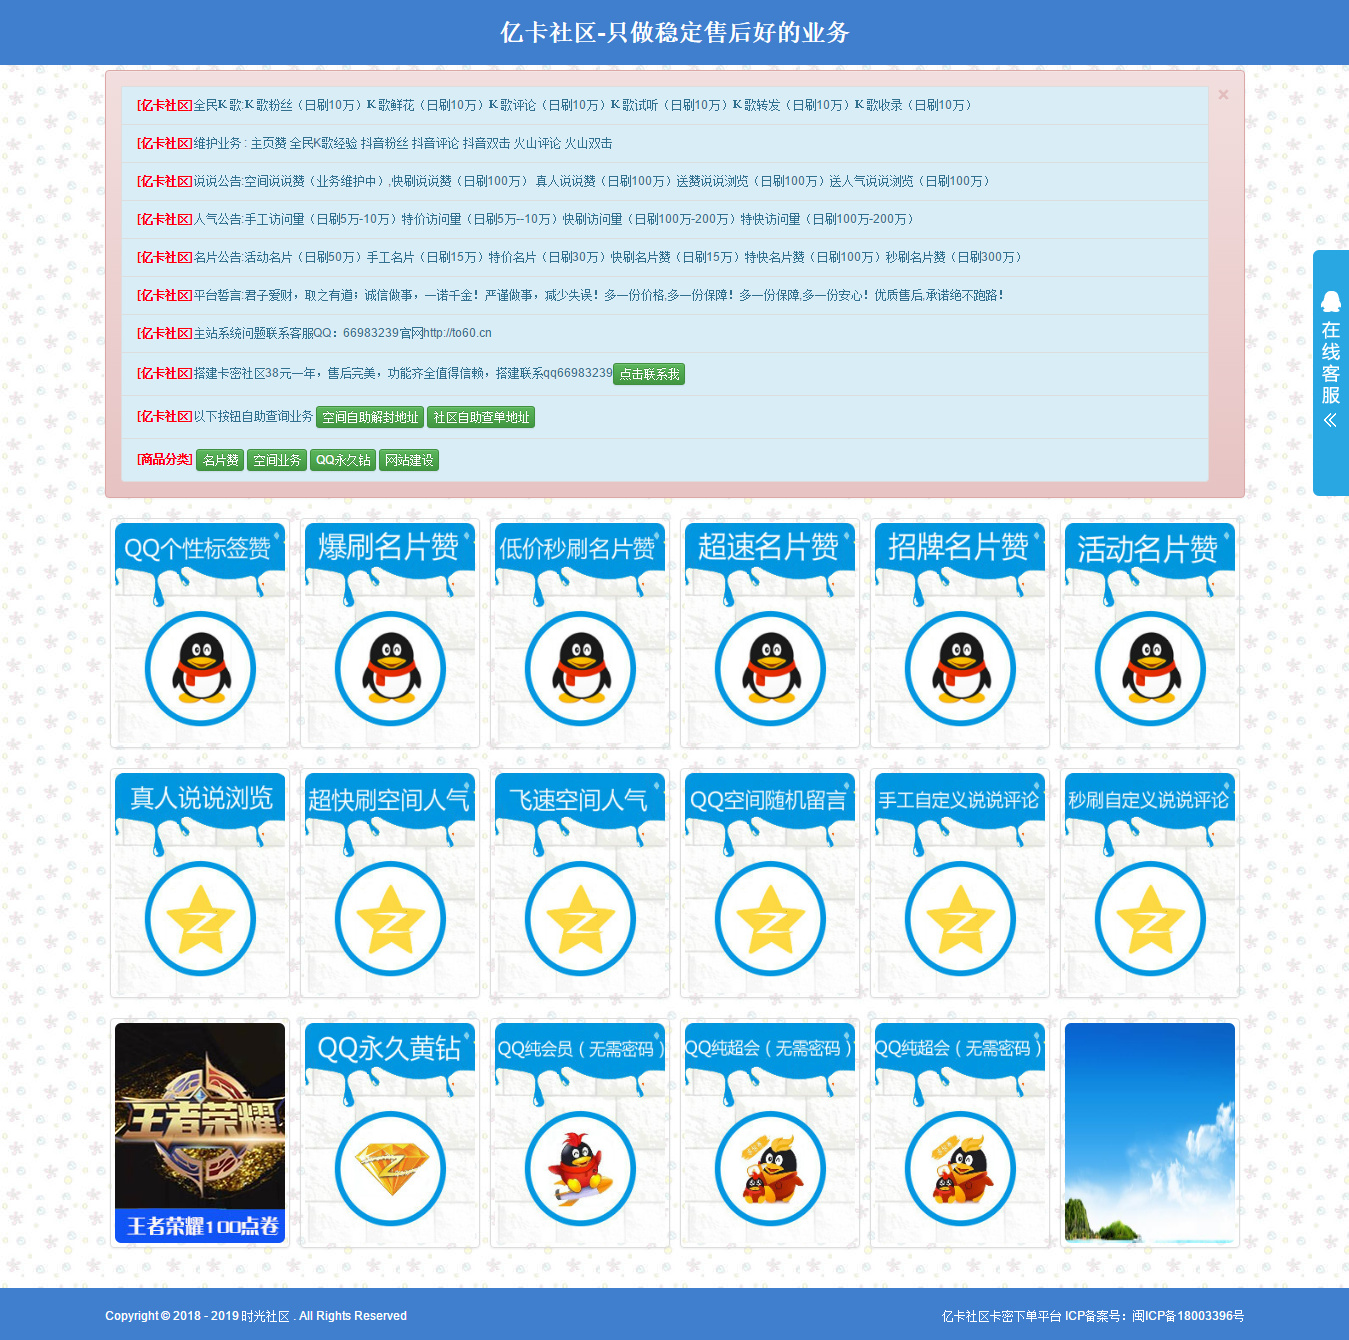 亿卡社区-只做稳定售后好的业务
×
[亿卡社区]全民K歌:K歌粉丝（日刷10万）K歌鲜花（日刷10万）K歌评论（日刷10万）K歌试听（日刷10万）K歌转发（日刷10万）K歌收录（日刷10万）
[亿卡社区]维护业务 : 主页赞 全民K歌经验 抖音粉丝 抖音评论 抖音双击 火山评论 火山双击
[亿卡社区]说说公告:空间说说赞（业务维护中）,快刷说说赞（日刷100万） 真人说说赞（日刷100万）送赞说说浏览（日刷100万）送人气说说浏览（日刷100万）
[亿卡社区]人气公告:手工访问量（日刷5万-10万）特价访问量（日刷5万--10万）快刷访问量（日刷100万-200万）特快访问量（日刷100万-200万）
[亿卡社区]名片公告:活动名片（日刷50万）手工名片（日刷15万）特价名片（日刷30万）快刷名片赞（日刷15万）特快名片赞（日刷100万）秒刷名片赞（日刷300万）
[亿卡社区]平台誓言:君子爱财，取之有道；诚信做事，一诺千金！严谨做事，减少失误！多一份价格,多一份保障！多一份保障,多一份安心！优质售后,承诺绝不跑路！
[亿卡社区]主站系统问题联系客服QQ：66983239官网http://to60.cn
[亿卡社区]搭建卡密社区38元一年，售后完美，功能齐全值得信赖，搭建联系qq66983239 点击联系我
[亿卡社区]以下按钮自助查询业务 空间自助解封地址 社区自助查单地址
[商品分类] 名片赞 空间业务 QQ永久钻 网站建设
在线客服
QQ个性标签赞 爆刷名片赞 低价秒刷名片赞 超速名片赞 招牌名片赞 活动名片赞
真人说说浏览 超快刷空间人气 飞速空间人气 QQ空间随机留言 手工自定义说说评论 秒刷自定义说说评论
王者荣耀 QQ永久黄钻 QQ纯会员（无需密码） QQ纯超会（无需密码） QQ纯超会（无需密码）
王者荣耀100点卷
Copyright © 2018 - 2019 时光社区 . All Rights Reserved 亿卡社区卡密下单平台 ICP备案号：闽ICP备18003396号